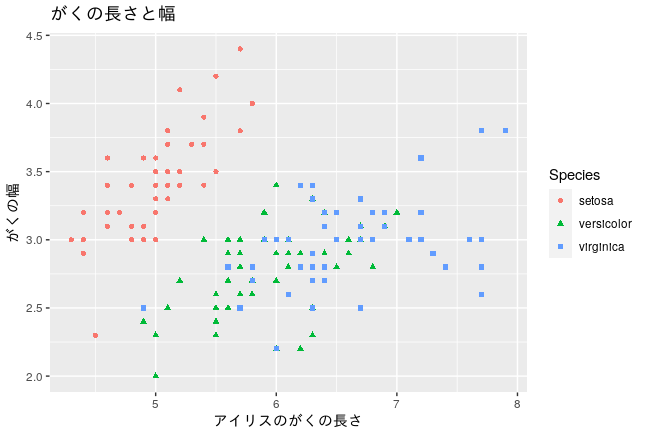 がくの長さと幅
4.5
4.0
3.5
3.0
2.5
2.0
がくの幅
5
6
7
8
アイリスのがくの長さ
Species
setosa
versicolor
virginica